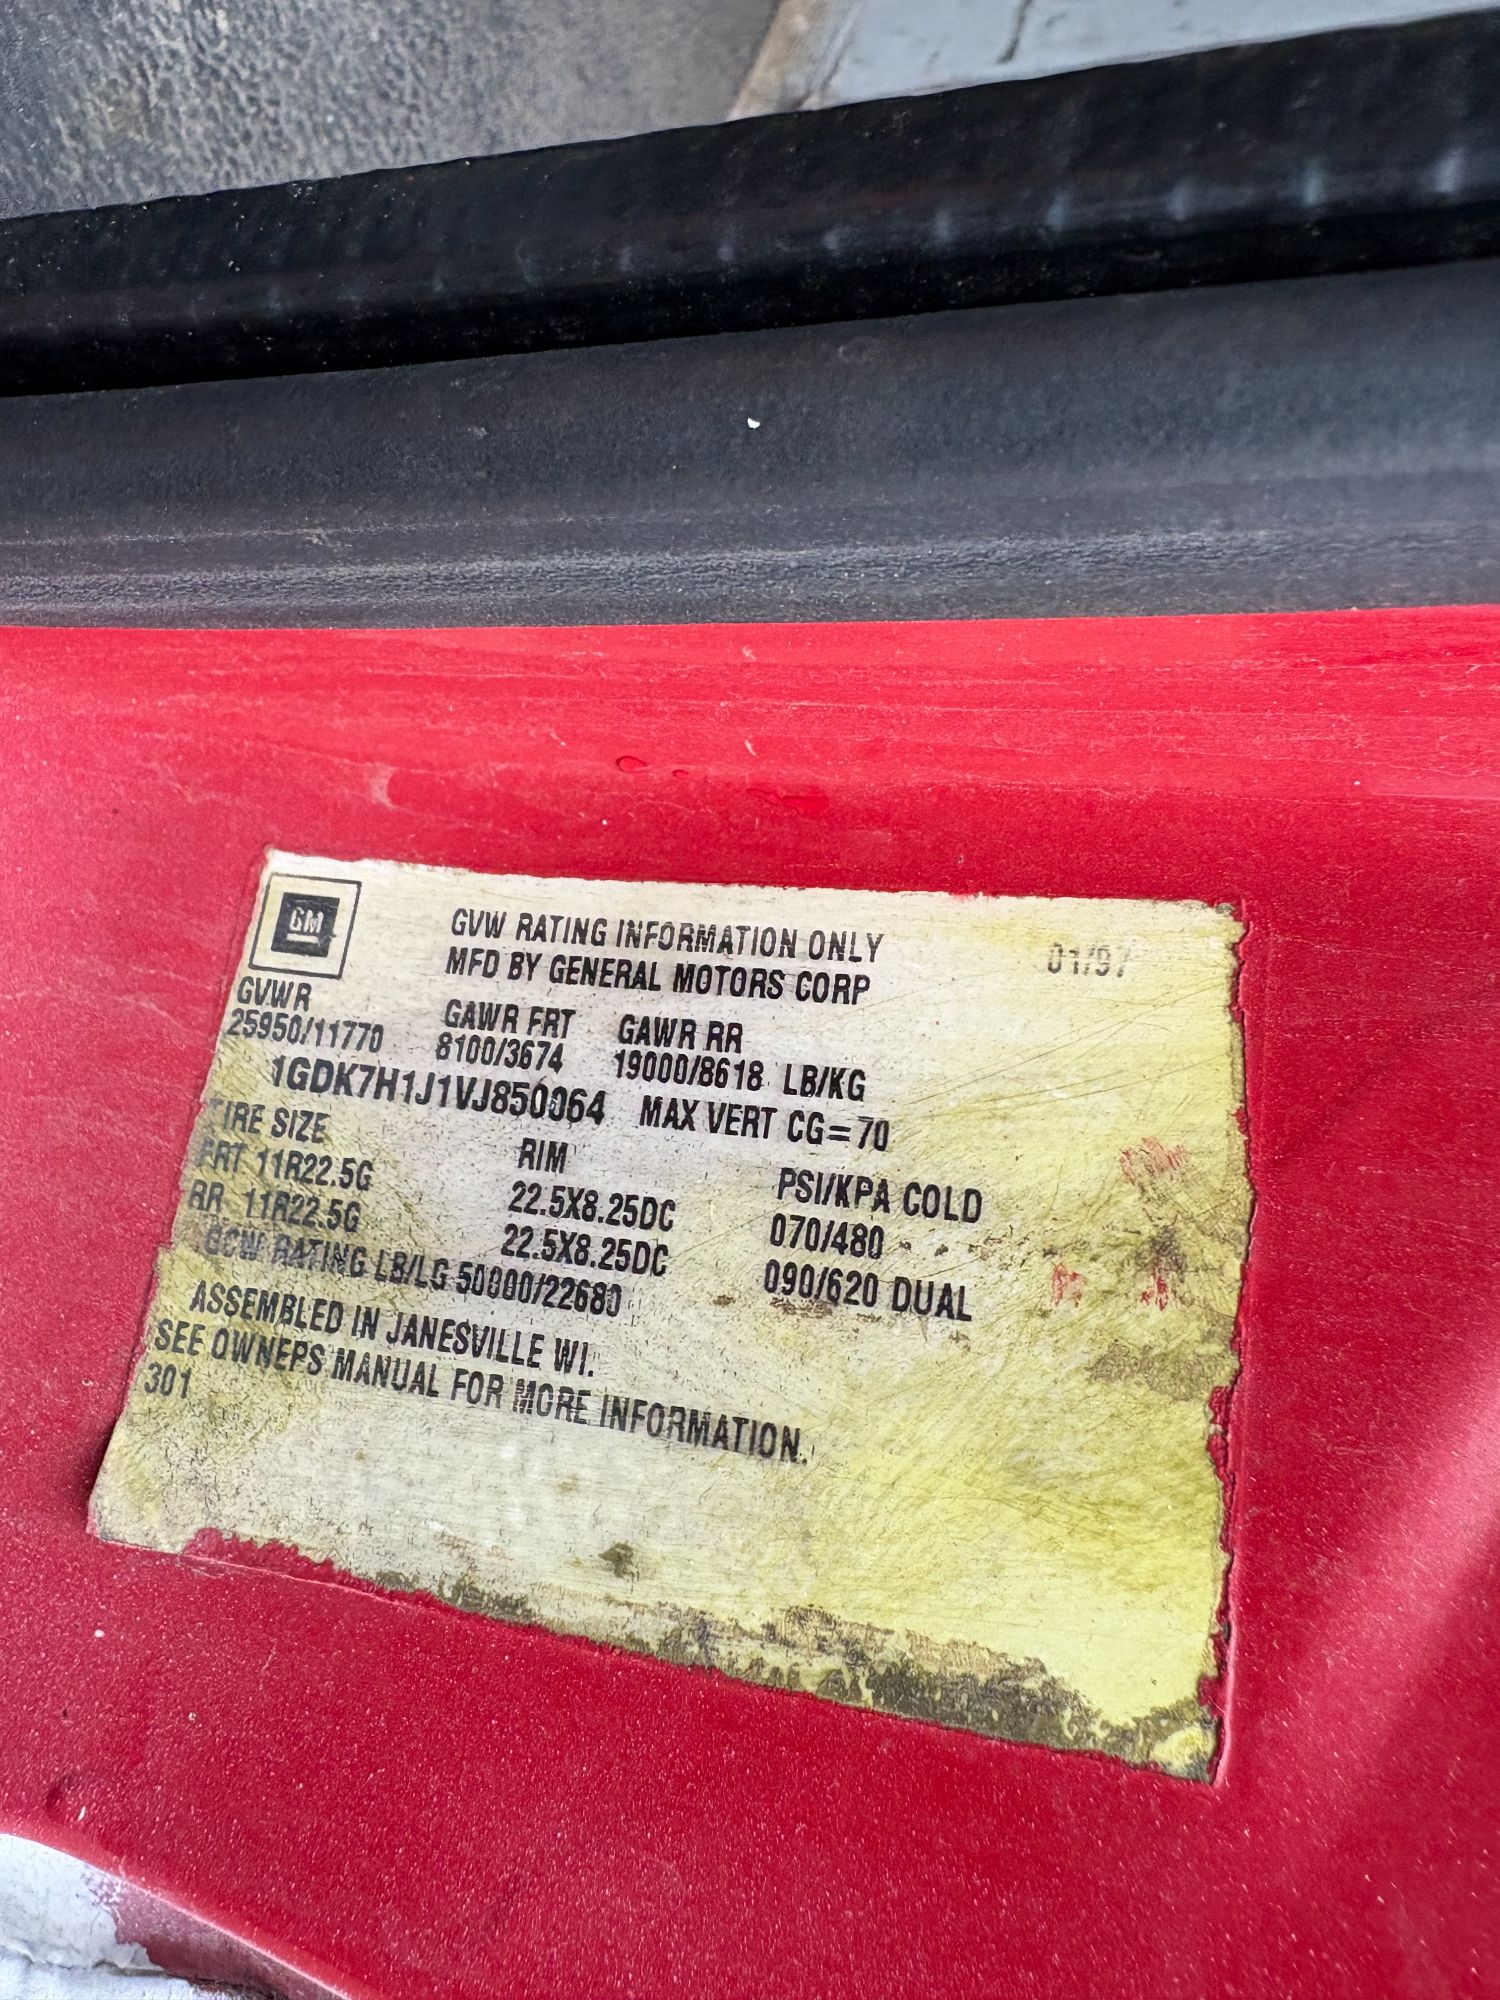 GM
GVW RATING INFORMATION ONLY 01/97
MFD BY GENERAL MOTORS CORP
GVWR GAWR FRT GAWR RR
25950/11770 8100/3674 19000/8618 LB/KG
1GDK7H1J1VJ850064 MAX VERT CG=70
TIRE SIZE RIM PSI/KPA COLD
FRT 11R22.5G 22.5X8.25DC 070/480
RR 11R22.5G 22.5X8.25DC 090/620 DUAL
GCW RATING LB/LG 50000/22680
ASSEMBLED IN JANESVILLE WI.
SEE OWNERS MANUAL FOR MORE INFORMATION.
301